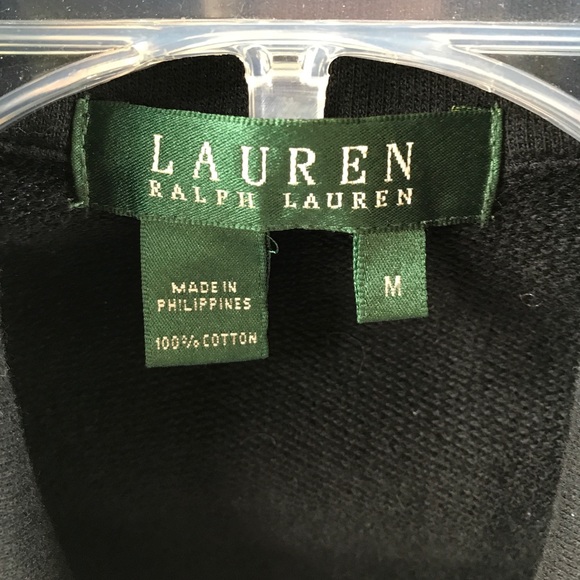 LAUREN
RALPH LAUREN
MADE IN
PHILIPPINES
100% COTTON
M